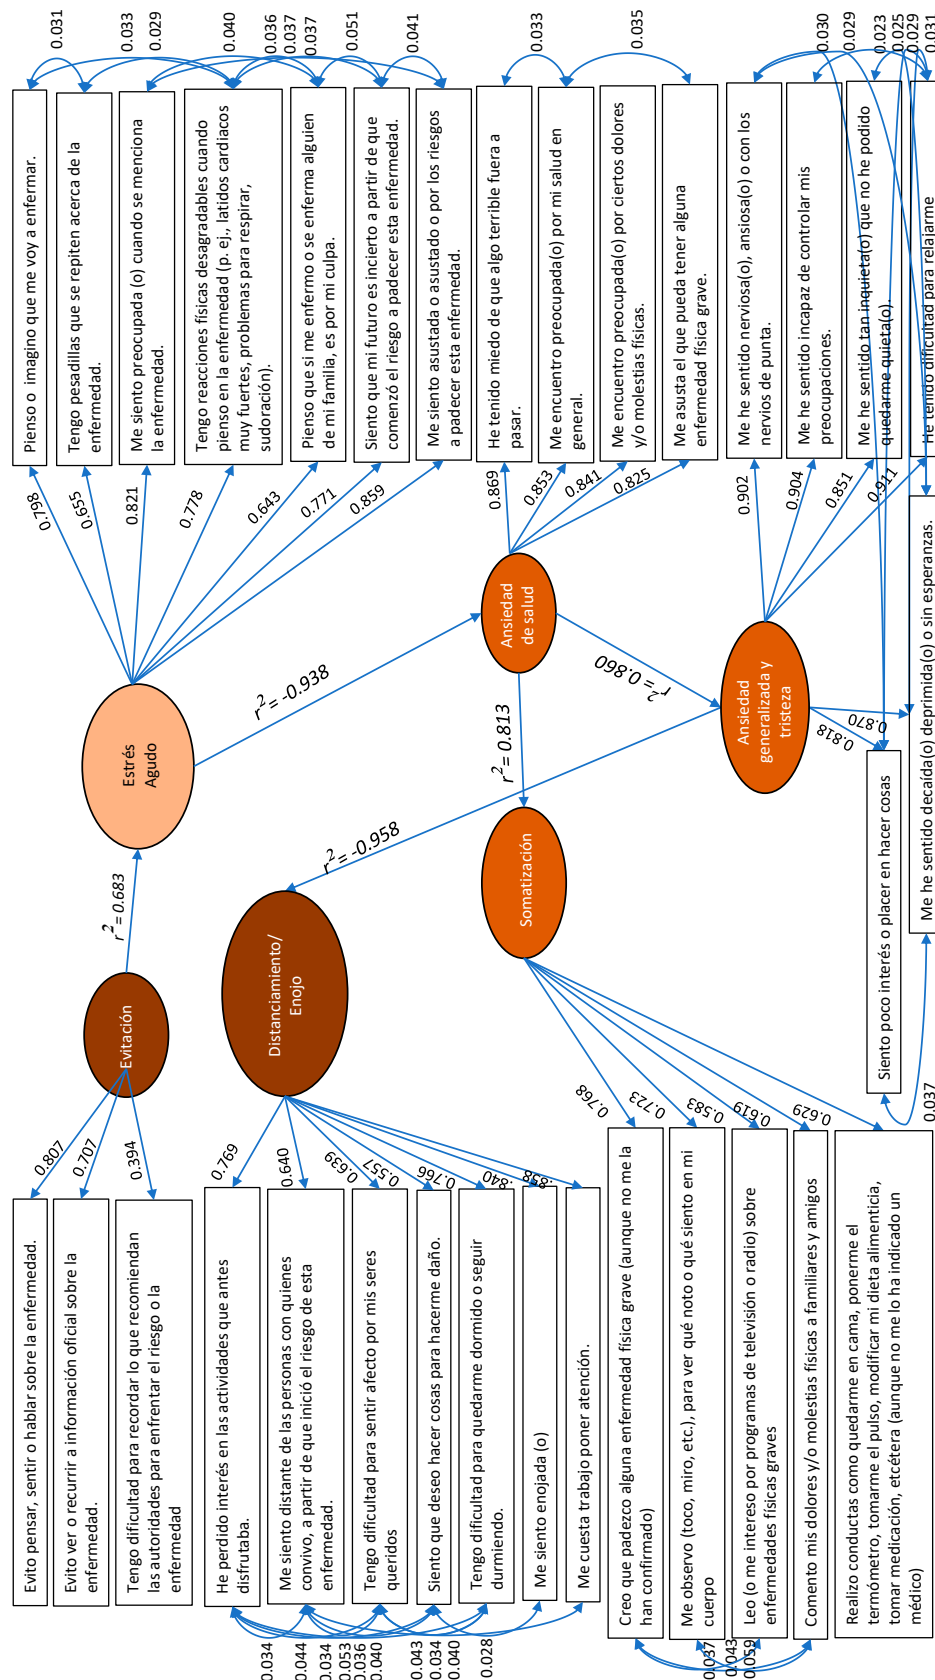 Evito pensar, sentir o hablar sobre la enfermedad.
Evito ver o recurrir a información oficial sobre la
enfermedad.
Tengo dificultad para recordar lo que recomiendan
las autoridades para enfrentar el riesgo o la
enfermedad
0.807
0.707
0.394
Evitación
r² = 0.683
Estrés
Agudo
0.798
0.655
0.821
0.778
0.643
0.771
0.859
Pienso o imagino que me voy a enfermar.
Tengo pesadillas que se repiten acerca de la
enfermedad.
Me siento preocupada (o) cuando se menciona
la enfermedad.
Tengo reacciones físicas desagradables cuando
pienso en la enfermedad (p. ej., latidos cardiacos
muy fuertes, problemas para respirar,
sudoración).
Pienso que si me enfermo o se enferma alguien
de mi familia, es por mi culpa.
Siento que mi futuro es incierto a partir de que
comenzó el riesgo a padecer esta enfermedad.
Me siento asustada o asustado por los riesgos
a padecer esta enfermedad.
0.031
0.033
0.029
0.040
0.036
0.037
0.037
0.051
0.041
He perdido interés en las actividades que antes
disfrutaba.
Me siento distante de las personas con quienes
convivo, a partir de que inició el riesgo de esta
enfermedad.
Tengo dificultad para sentir afecto por mis seres
queridos
Siento que deseo hacer cosas para hacerme daño.
Tengo dificultad para quedarme dormido o seguir
durmiendo.
Me siento enojada (o)
Me cuesta trabajo poner atención.
0.034
0.044
0.034
0.053
0.036
0.040
0.043
0.034
0.040
0.028
0.769
0.640
0.639
0.557
0.766
.840
.858
Distanciamiento/
Enojo
r² = -0.958
r² = -0.938
Ansiedad
de salud
0.869
0.853
0.841
0.825
He tenido miedo de que algo terrible fuera a
pasar.
Me encuentro preocupada(o) por mi salud en
general.
Me encuentro preocupada(o) por ciertos dolores
y/o molestias físicas.
Me asusta el que pueda tener alguna
enfermedad física grave.
0.033
0.035
r² = 0.813
r² = 0.860
Somatización
0.768
0.723
0.583
0.619
0.629
Creo que padezco alguna enfermedad física grave (aunque no me la
han confirmado)
Me observo (toco, miro, etc.), para ver qué noto o qué siento en mi
cuerpo
Leo (o me intereso por programas de televisión o radio) sobre
enfermedades físicas graves
Comento mis dolores y/o molestias físicas a familiares y amigos
Realizo conductas como quedarme en cama, ponerme el
termómetro, tomarme el pulso, modificar mi dieta alimenticia,
tomar medicación, etcétera (aunque no me lo ha indicado un
médico)
0.037
0.043
0.059
Ansiedad
generalizada y
tristeza
0.902
0.904
0.851
0.911
0.818
0.870
Me he sentido nerviosa(o), ansiosa(o) o con los
nervios de punta.
Me he sentido incapaz de controlar mis
preocupaciones.
Me he sentido tan inquieta(o) que no he podido
quedarme quieta(o).
He tenido dificultad para relajarme
Siento poco interés o placer en hacer cosas
Me he sentido decaída(o) deprimida(o) o sin esperanzas.
0.030
0.029
0.023
0.025
0.029
0.031
0.037